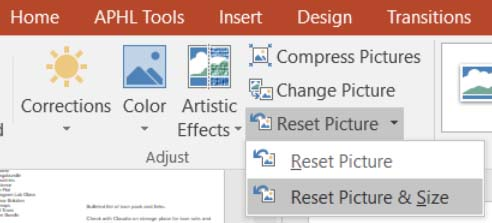 Home APHL Tools Insert Design Transitions
Compress Pictures
Change Picture
Corrections Color Artistic Effects
Reset Picture
Adjust
Reset Picture
Reset Picture & Size